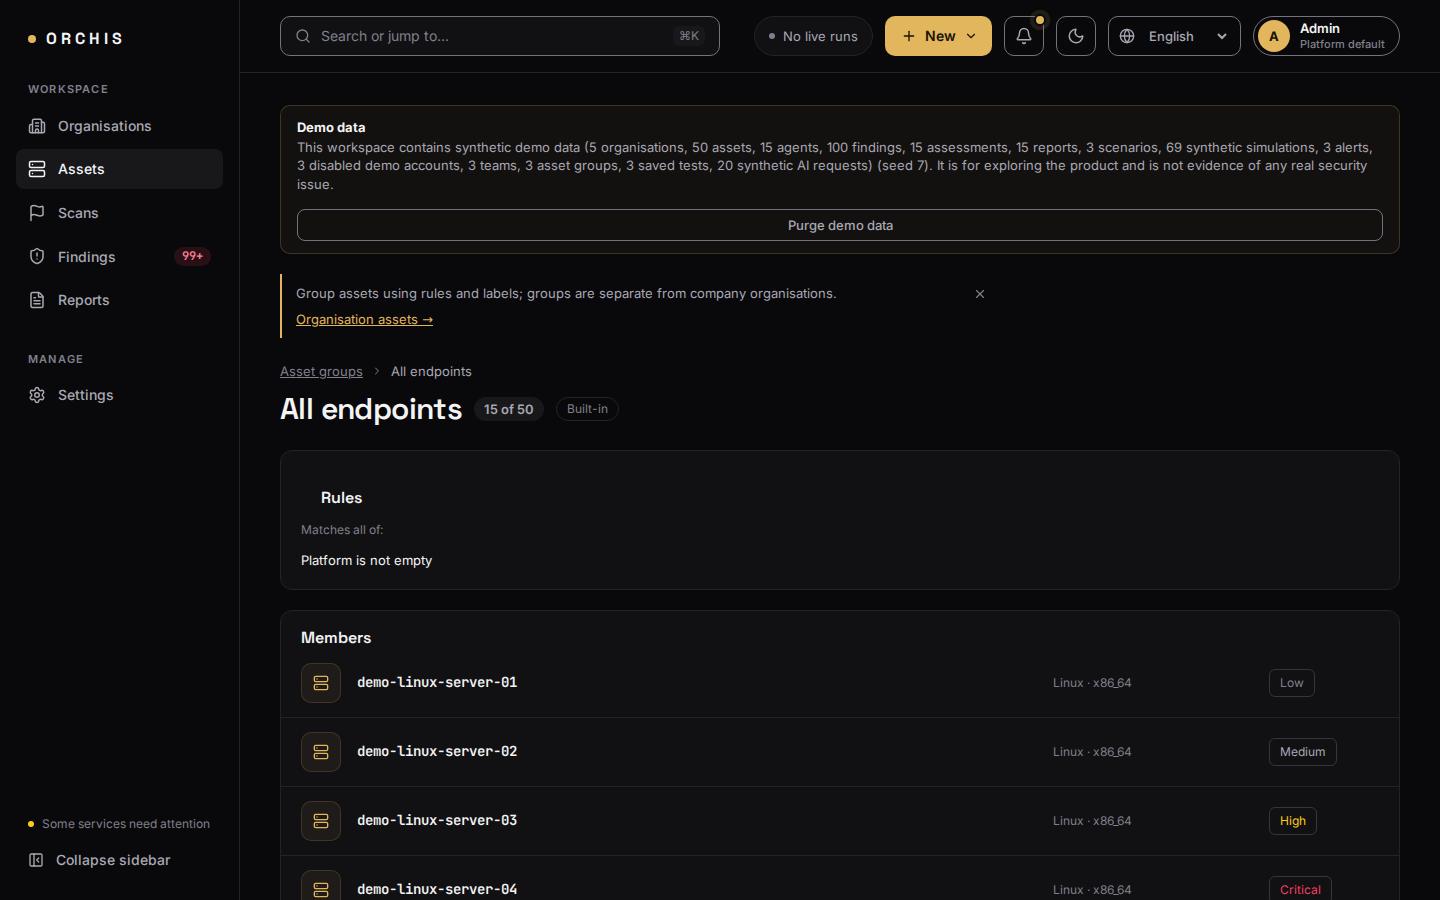 ORCHIS
Search or jump to...
⌘K
No live runs
New
English
A
Admin
Platform default
WORKSPACE
Organisations
Assets
Scans
Findings
99+
Reports
MANAGE
Settings
Some services need attention
Collapse sidebar
Demo data
This workspace contains synthetic demo data (5 organisations, 50 assets, 15 agents, 100 findings, 15 assessments, 15 reports, 3 scenarios, 69 synthetic simulations, 3 alerts,
3 disabled demo accounts, 3 teams, 3 asset groups, 3 saved tests, 20 synthetic AI requests) (seed 7). It is for exploring the product and is not evidence of any real security
issue.
Purge demo data
Group assets using rules and labels; groups are separate from company organisations.
Organisation assets →
Asset groups > All endpoints
All endpoints
15 of 50
Built-in
Rules
Matches all of:
Platform is not empty
Members
demo-linux-server-01
Linux · x86_64
Low
demo-linux-server-02
Linux · x86_64
Medium
demo-linux-server-03
Linux · x86_64
High
demo-linux-server-04
Linux · x86_64
Critical